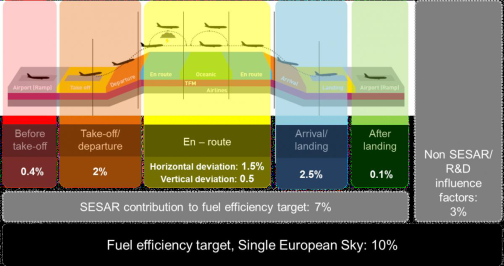 En route
Oceanic
En route
Arrival
Airport (Ramp)
Take-off
Departure
TFM
Landing
Airport (Ramp)
Airlines
Before
take-off
Take-off/
departure
En – route
Arrival/
landing
After
landing
0.4%
2%
Horizontal deviation: 1.5%
Vertical deviation: 0.5
2.5%
0.1%
Non SESAR/
R&D
influence
factors:
3%
SESAR contribution to fuel efficiency target: 7%
Fuel efficiency target, Single European Sky: 10%